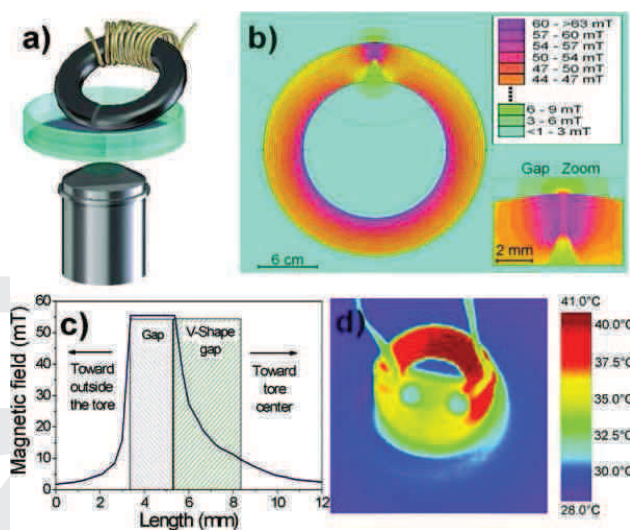 a)
b)
60 - >63 mT
57 - 60 mT
54 - 57 mT
50 - 54 mT
47 - 50 mT
44 - 47 mT
6 - 9 mT
3 - 6 mT
<1 - 3 mT
Gap Zoom
6 cm
2 mm
c)
60
50
40
30
20
10
0
Magnetic field (mT)
Gap
V-Shape
gap
Toward
outside
the tore
Toward
tore
center
0 2 4 6 8 10 12
Length (mm)
d)
41.0°C
40.0°C
37.5°C
35.0°C
32.5°C
30.0°C
28.0°C